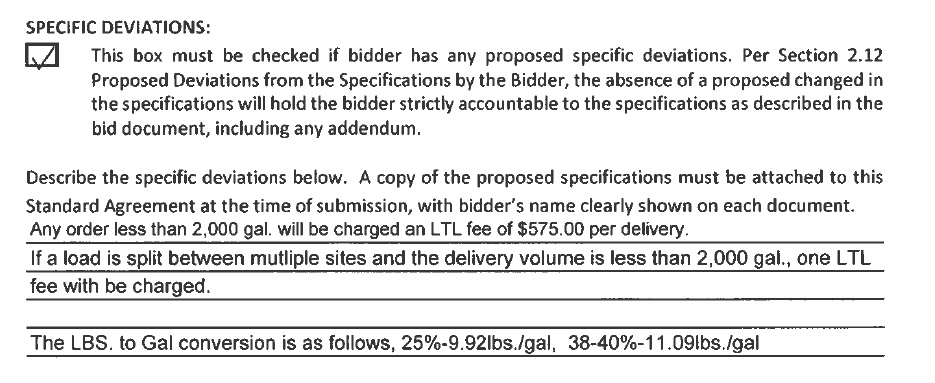 SPECIFIC DEVIATIONS:
This box must be checked if bidder has any proposed specific deviations. Per Section 2.12
Proposed Deviations from the Specifications by the Bidder, the absence of a proposed changed in
the specifications will hold the bidder strictly accountable to the specifications as described in the
bid document, including any addendum.
Describe the specific deviations below. A copy of the proposed specifications must be attached to this
Standard Agreement at the time of submission, with bidder's name clearly shown on each document.
Any order less than 2,000 gal. will be charged an LTL fee of $575.00 per delivery.
If a load is split between mutliple sites and the delivery volume is less than 2,000 gal., one LTL
fee with be charged.
The LBS. to Gal conversion is as follows, 25%-9.92lbs./gal, 38-40%-11.09lbs./gal